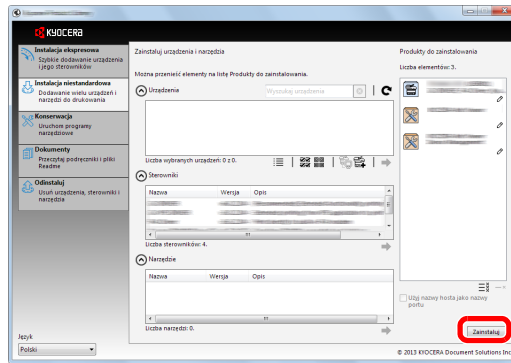 KYOCERA
Instalacja ekspresowa
Szybkie dodawanie urządzenia
i jego sterowników
Instalacja niestandardowa
Dodawanie wielu urządzeń i
narzędzi do drukowania
Konserwacja
Uruchom programy
narzędziowe
Dokumenty
Przeczytaj podręczniki i pliki
Readme
Odinstaluj
Usuń urządzenia, sterowniki i
narzędzia
Język
Polski
Zainstaluj urządzenia i narzędzia
Można przenieść elementy na listę Produkty do zainstalowania.
Urządzenia
Wyszukaj urządzenia
Liczba wybranych urządzeń: 0 z 0.
Sterowniki
Nazwa Wersja Opis
Liczba sterowników: 4.
Narzędzie
Nazwa Wersja Opis
Liczba narzędzi: 0.
Produkty do zainstalowania
Liczba elementów: 3.
Użyj nazwy hosta jako nazwy
portu
Zainstaluj
© 2013 KYOCERA Document Solutions Inc.